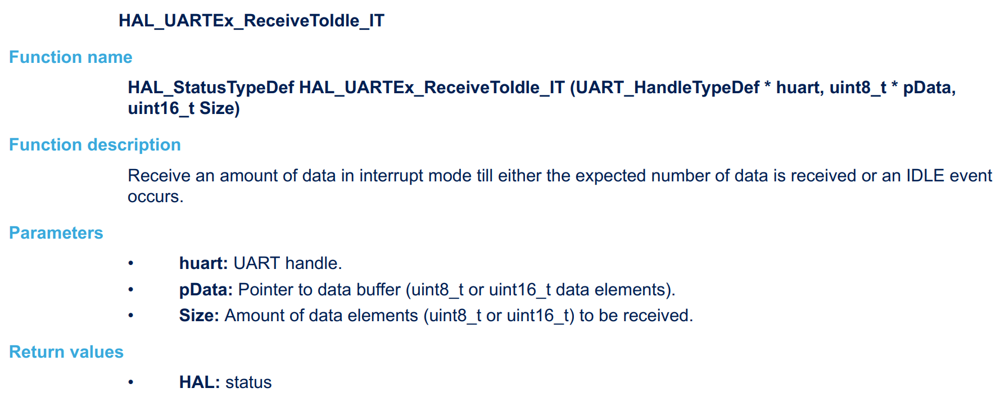 HAL_UARTEx_ReceiveToIdle_IT
Function name
HAL_StatusTypeDef HAL_UARTEx_ReceiveToIdle_IT (UART_HandleTypeDef * huart, uint8_t * pData,
uint16_t Size)
Function description
Receive an amount of data in interrupt mode till either the expected number of data is received or an IDLE event
occurs.
Parameters
• huart: UART handle.
• pData: Pointer to data buffer (uint8_t or uint16_t data elements).
• Size: Amount of data elements (uint8_t or uint16_t) to be received.
Return values
• HAL: status